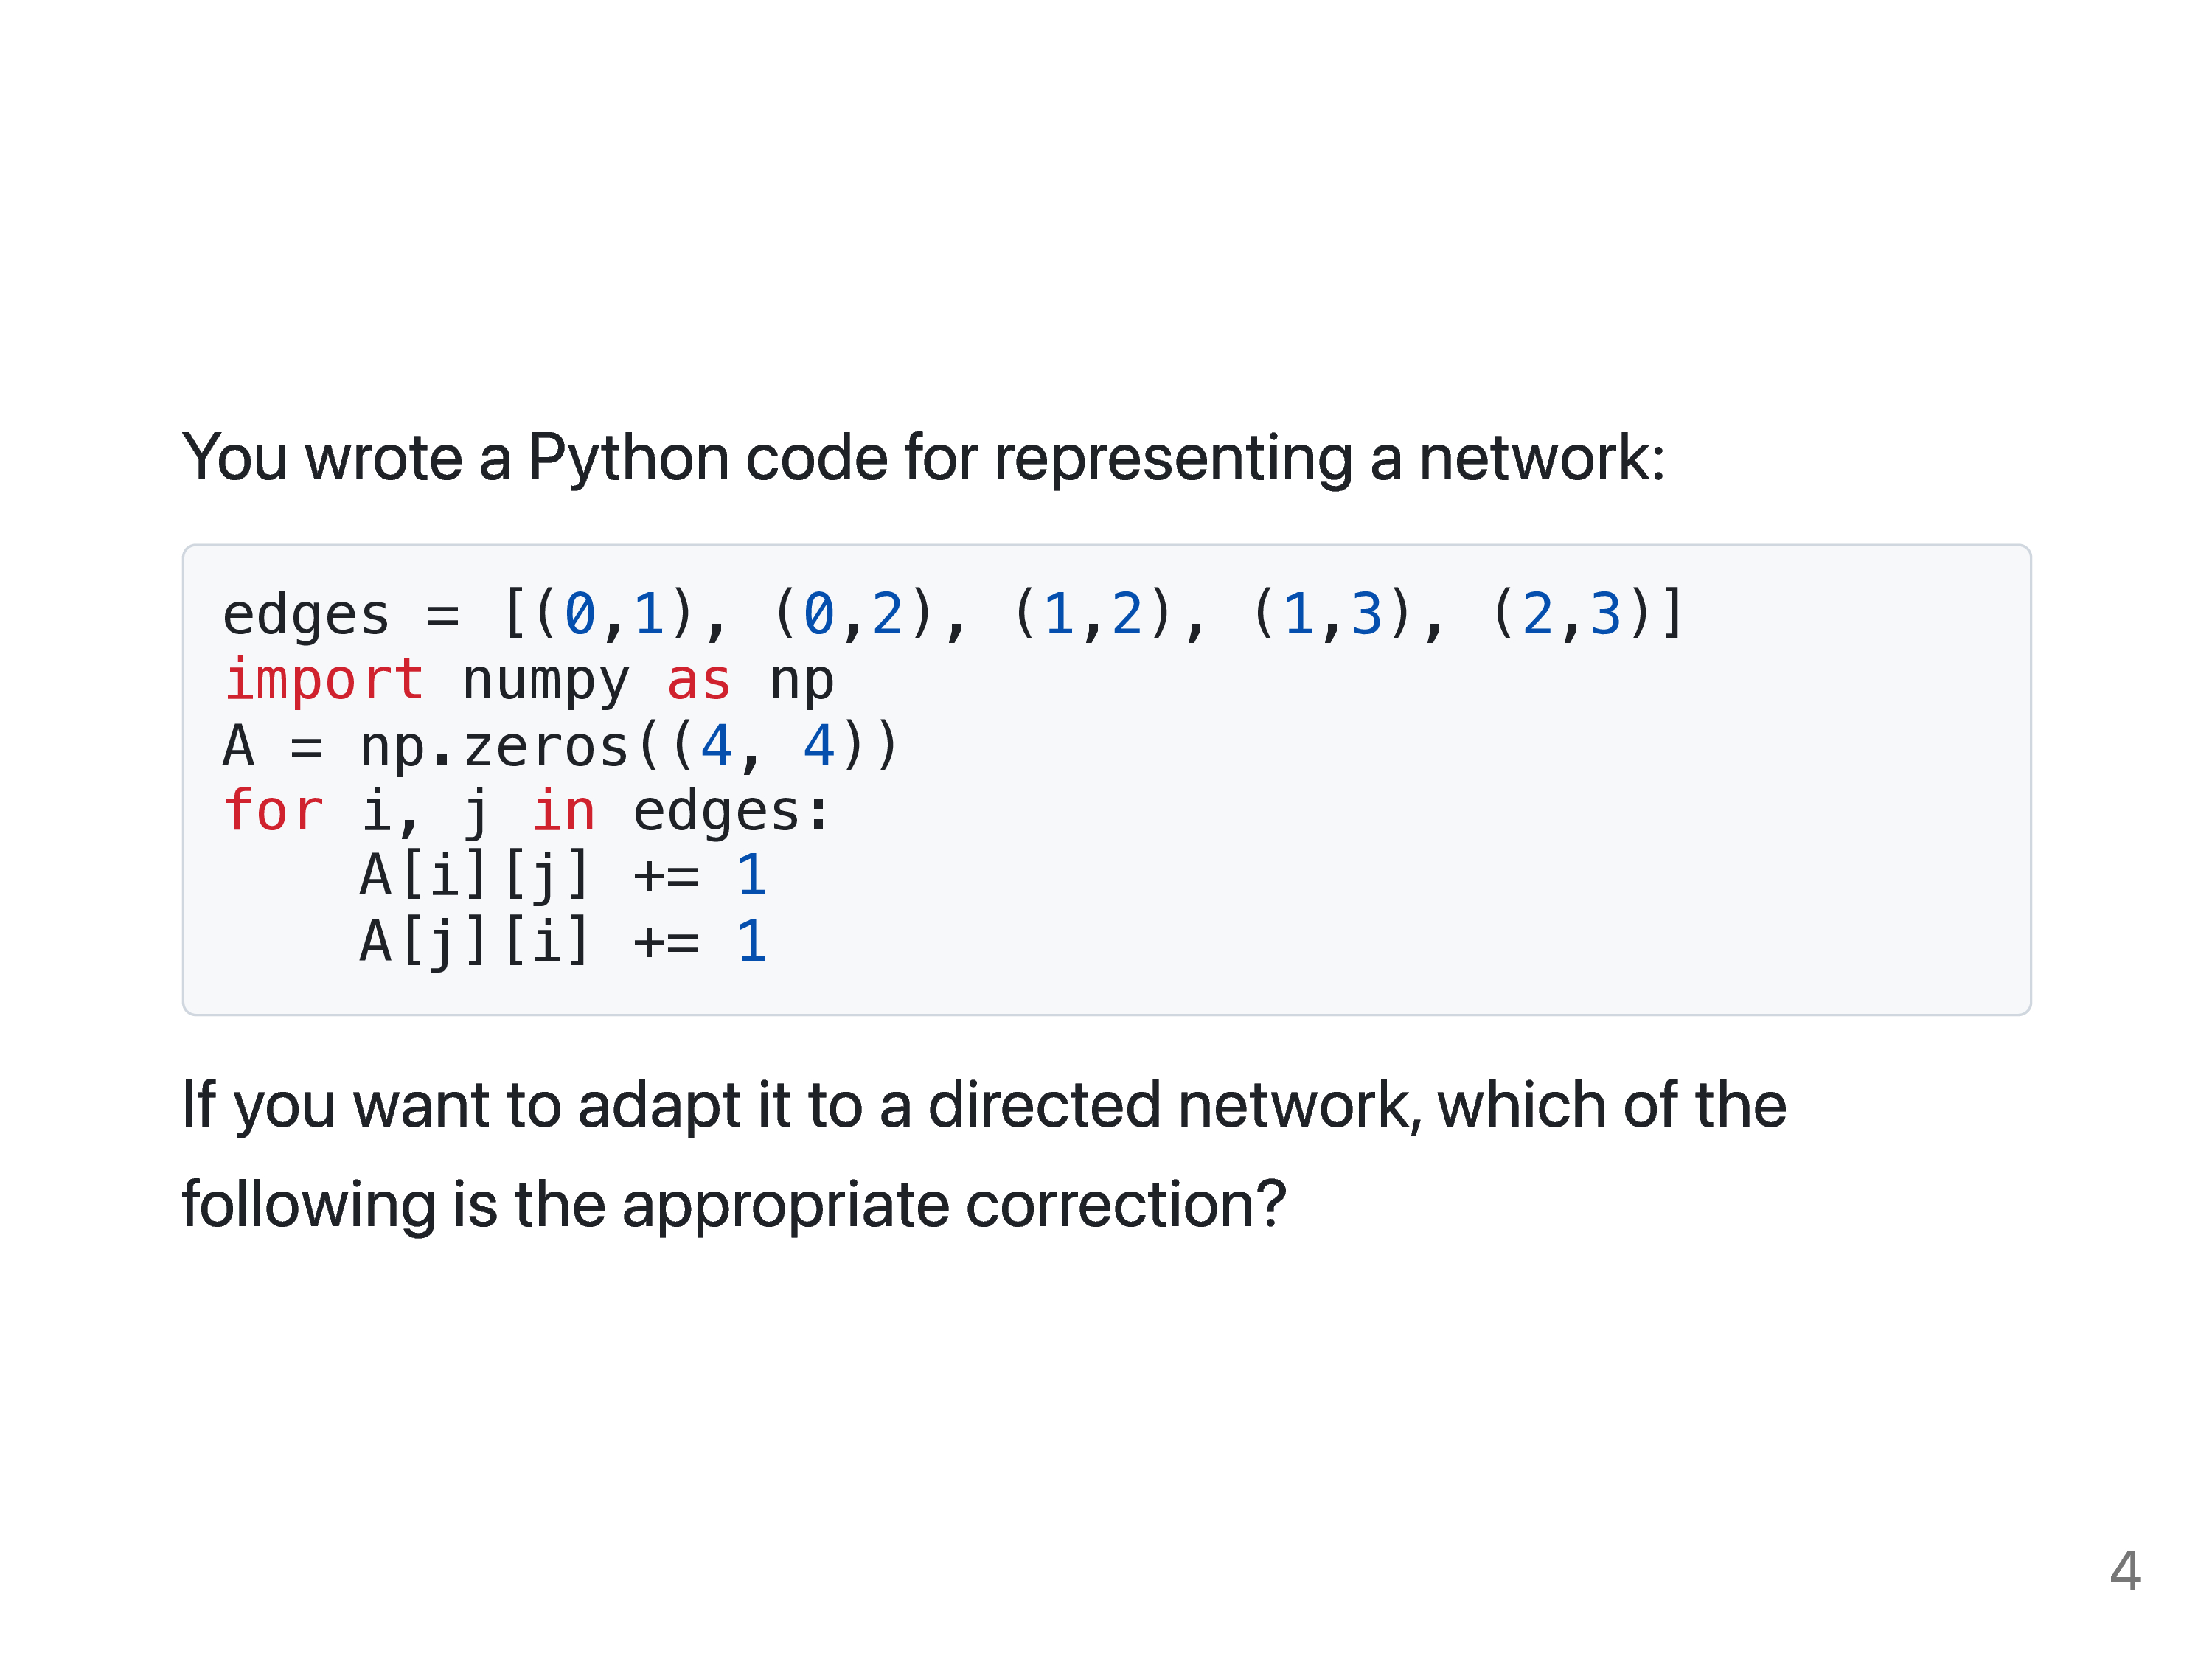 You wrote a Python code for representing a network:
edges = [(0,1), (0,2), (1,2), (1,3), (2,3)]
import numpy as np
A = np.zeros((4, 4))
for i, j in edges:
    A[i][j] += 1
    A[j][i] += 1
If you want to adapt it to a directed network, which of the
following is the appropriate correction?
4